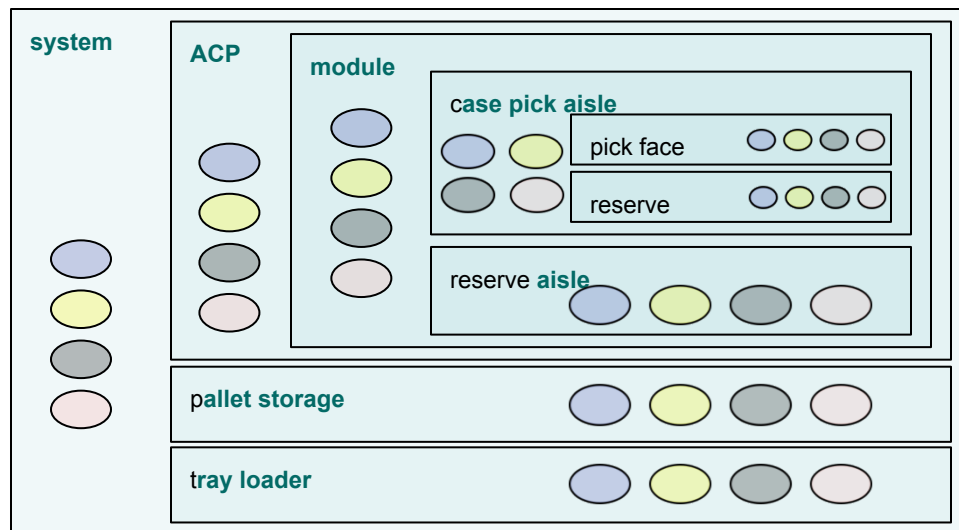 system
ACP
module
case pick aisle
pick face
reserve
reserve aisle
pallet storage
tray loader